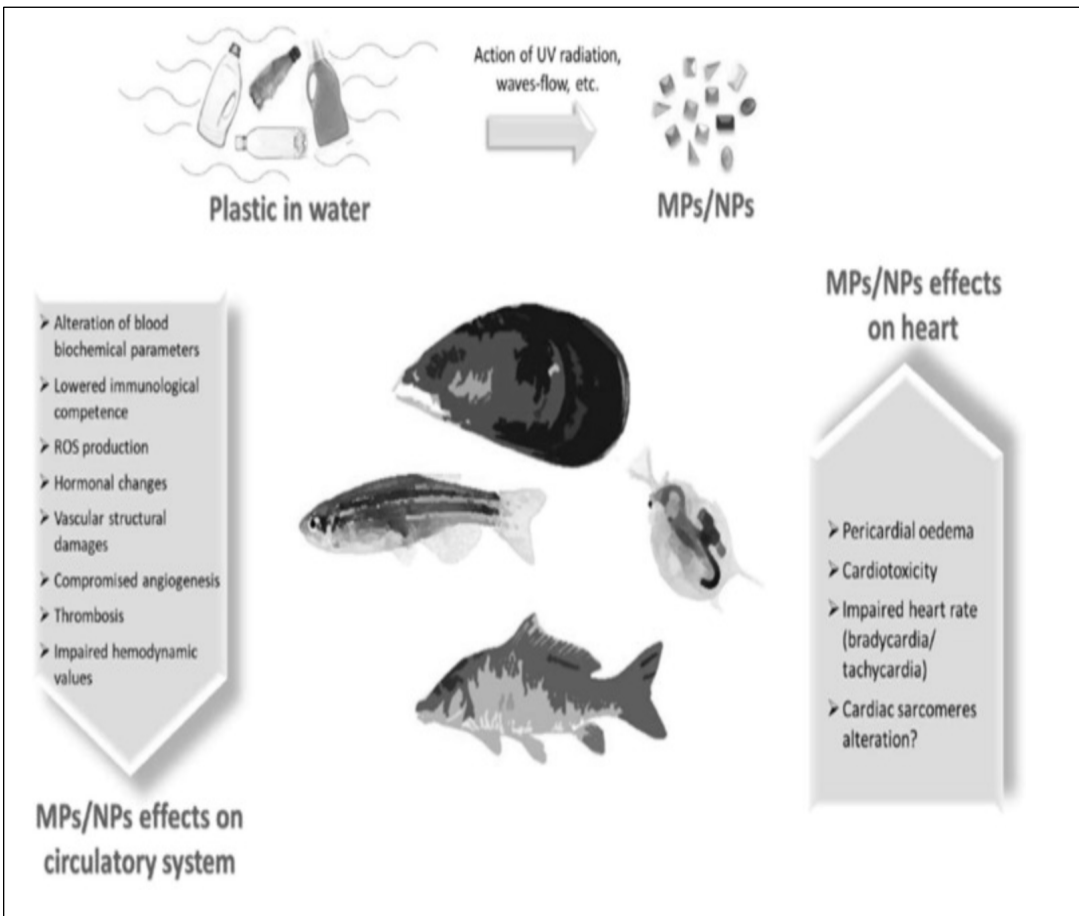 Action of UV radiation,
waves-flow, etc.
Plastic in water
MPs/NPs
➢ Alteration of blood
biochemical parameters
➢ Lowered immunological
competence
➢ ROS production
➢ Hormonal changes
➢ Vascular structural
damages
➢ Compromised angiogenesis
➢ Thrombosis
➢ Impaired hemodynamic
values
MPs/NPs effects on
circulatory system
MPs/NPs effects
on heart
➢ Pericardial oedema
➢ Cardiotoxicity
➢ Impaired heart rate
(bradycardia/
tachycardia)
➢ Cardiac sarcomeres
alteration?